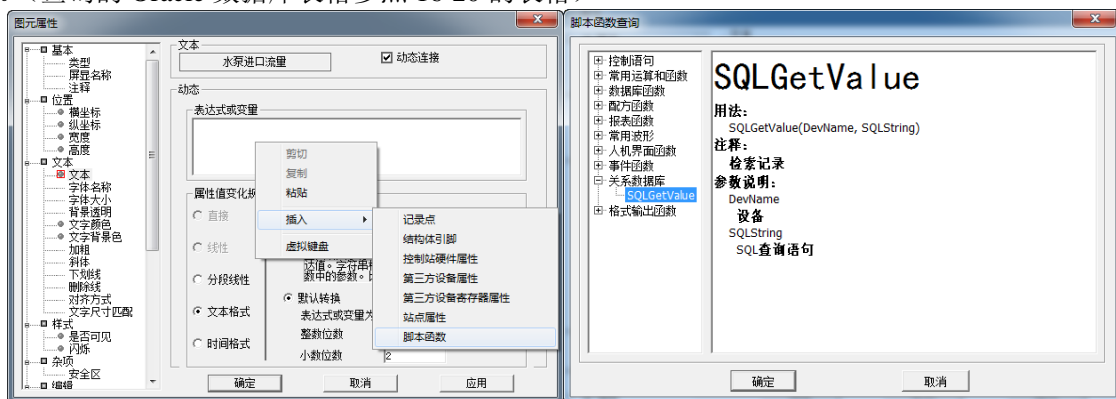 图元属性
基本
类型
屏显名称
注释
位置
横坐标
纵坐标
宽度
高度
文本
文本
字体名称
字体大小
背景透明
文字颜色
文字背景色
加粗
斜体
下划线
删除线
对齐方式
文字尺寸匹配
样式
是否可见
闪烁
杂项
安全区
编辑
文本
水泵进口流量
动态连接
动态
表达式或变量
剪切
复制
粘贴
插入
虚拟键盘
记录点
结构体引脚
控制站硬件属性
第三方设备属性
第三方设备寄存器属性
站点属性
脚本函数
直接
线性
分段线性
文本格式
时间格式
默认转换
整数位数
小数位数
2
确定
取消
应用
脚本函数查询
控制语句
常用运算和函数
数据库函数
配方函数
报表函数
常用波形
人机界面函数
事件函数
关系数据库
SQLGetValue
格式输出函数
SQLGetValue
用法:
SQLGetValue(DevName, SQLString)
注释:
检索记录
参数说明:
DevName
设备
SQLString
SQL查询语句
确定
取消